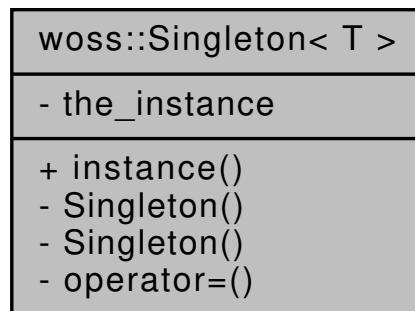 woss::Singleton< T >
- the_instance
+ instance()
- Singleton()
- Singleton()
- operator=()